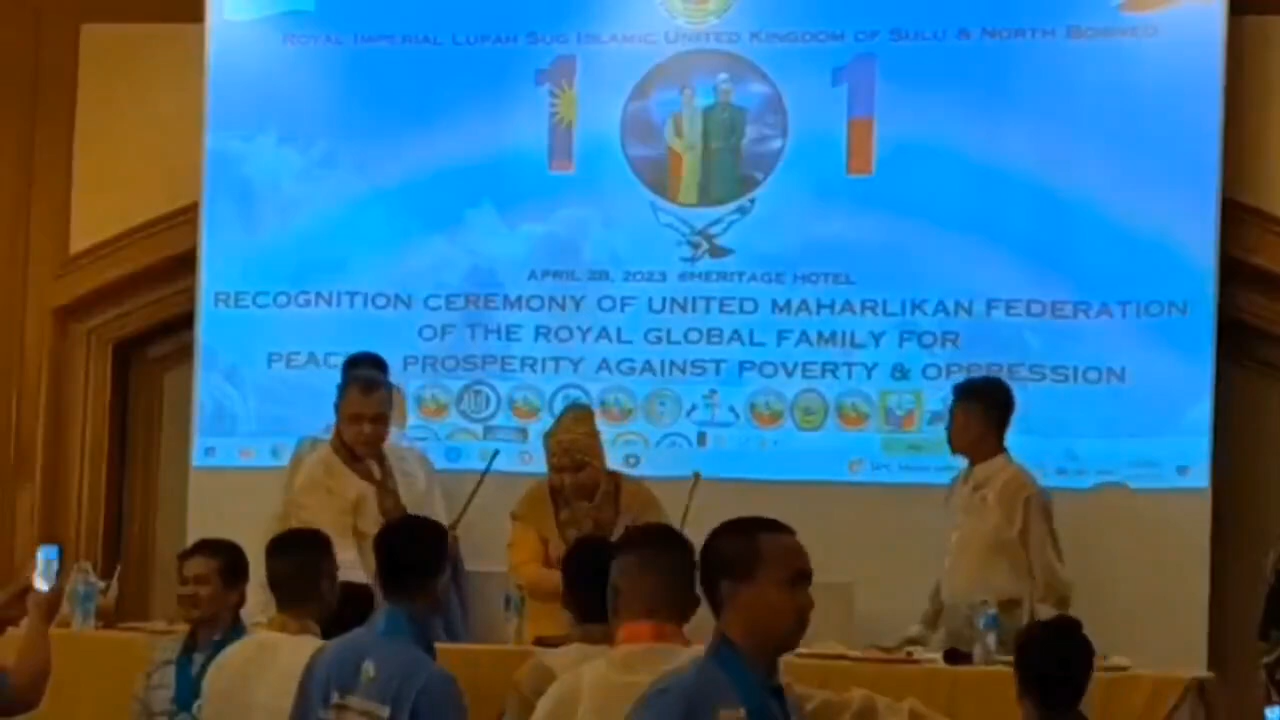 ROYAL IMPERIAL LUPAH SUG ISLAMIC UNITED KINGDOM OF SULU & NORTH BORNEO
1 1
APRIL 28, 2023 @HERITAGE HOTEL
RECOGNITION CEREMONY OF UNITED MAHARLIKAN FEDERATION
OF THE ROYAL GLOBAL FAMILY FOR
PROSPERITY AGAINST POVERTY & OPPRESSION